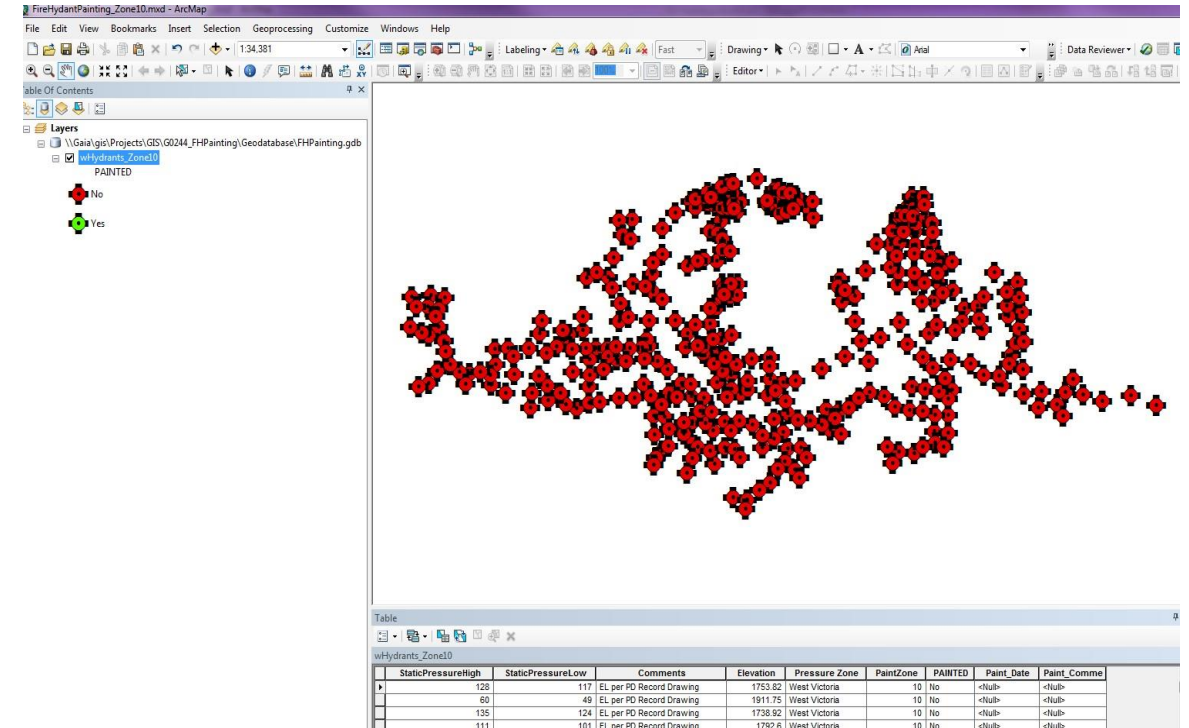 FireHydantPainting_Zone10.mxd - ArcMap
File Edit View Bookmarks Insert Selection Geoprocessing Customize Windows Help
1:34,381 Labeling Fast Drawing A Arial Data Reviewer
Editor
able Of Contents
Layers
\\Gaia\gis\Projects\GIS\G0244_FHPainting\Geodatabase\FHPainting.gdb
wHydrants_Zone10
PAINTED
No
Yes
Table
wHydrants_Zone10
StaticPressureHigh StaticPressureLow Comments Elevation Pressure Zone PaintZone PAINTED Paint_Date Paint_Comme
128 117 EL per PD Record Drawing 1753.82 West Victoria 10 No <Null> <Null>
60 49 EL per PD Record Drawing 1911.75 West Victoria 10 No <Null> <Null>
135 124 EL per PD Record Drawing 1738.92 West Victoria 10 No <Null> <Null>
111 101 EL per PD Record Drawing 1792.6 West Victoria 10 No <Null> <Null>